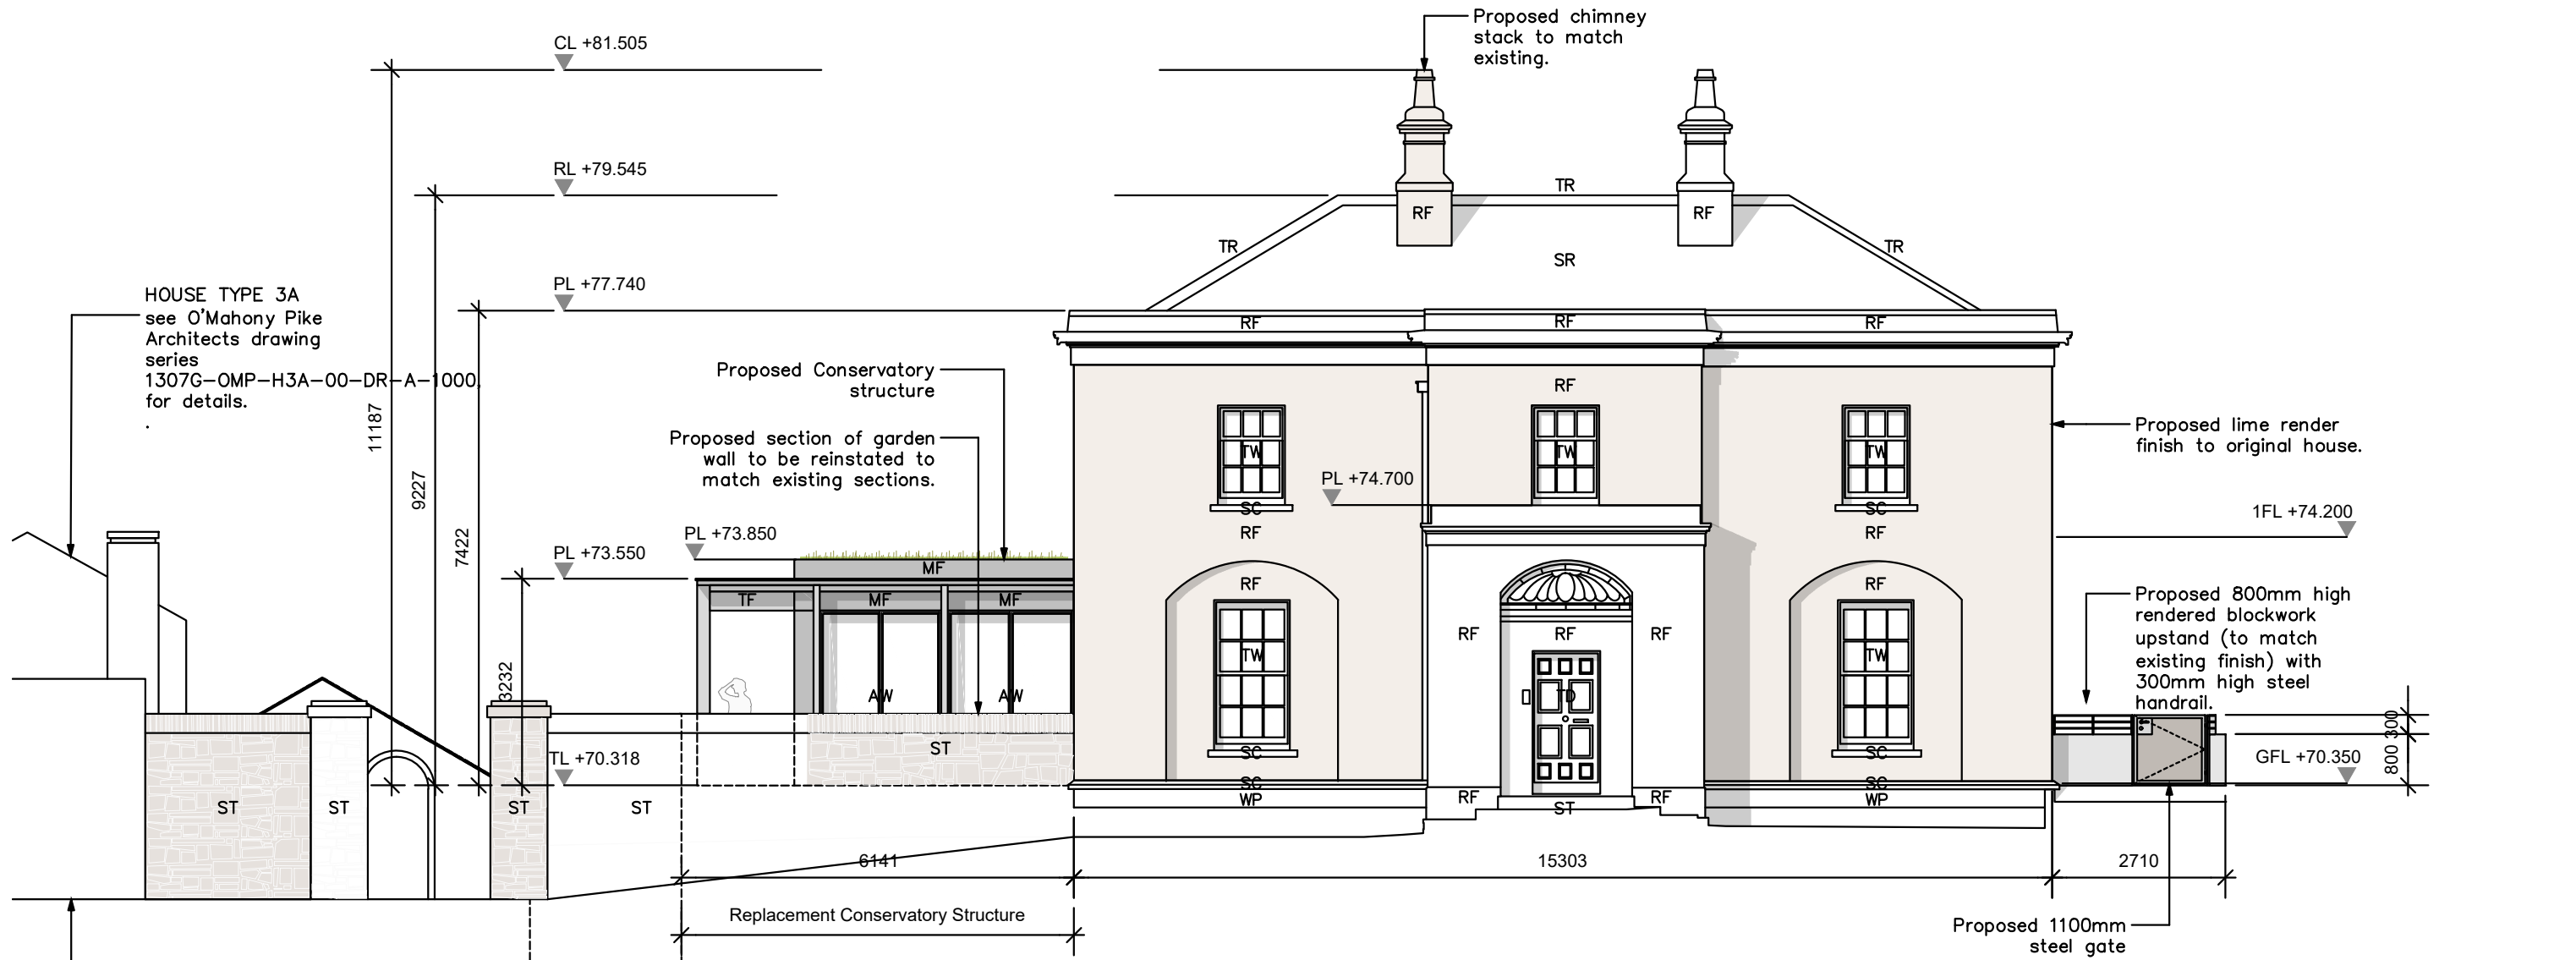 Proposed chimney
stack to match
existing.
CL +81.505
RL +79.545
TR
RF
RF
TR
TR
SR
HOUSE TYPE 3A
see O'Mahony Pike
Architects drawing
series
1307G-OMP-H3A-00-DR-A-1000,
for details.
.
PL +77.740
RF
RF
RF
Proposed Conservatory
structure
RF
11187
9227
7422
3232
Proposed section of garden
wall to be reinstated to
match existing sections.
TW
TW
TW
Proposed lime render
finish to original house.
PL +74.700
SC
SC
RF
RF
1FL +74.200
PL +73.850
PL +73.550
MF
TF
MF
MF
RF
RF
Proposed 800mm high
rendered blockwork
upstand (to match
existing finish) with
300mm high steel
handrail.
RF
RF
RF
TW
TW
AW
AW
TD
ST
SC
SC
300
800
TL +70.318
GFL +70.350
SC
SC
WP
RF
RF
WP
ST
ST
ST
ST
ST
6141
15303
2710
Replacement Conservatory Structure
Proposed 1100mm
steel gate